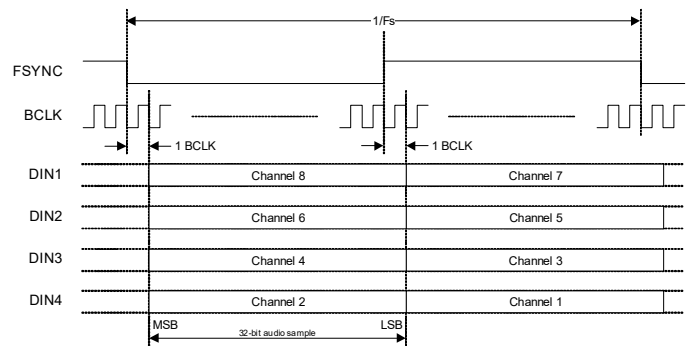 1/Fs
FSYNC
BCLK
1 BCLK 1 BCLK
DIN1 Channel 8 Channel 7
DIN2 Channel 6 Channel 5
DIN3 Channel 4 Channel 3
DIN4 Channel 2 Channel 1
MSB LSB
32-bit audio sample